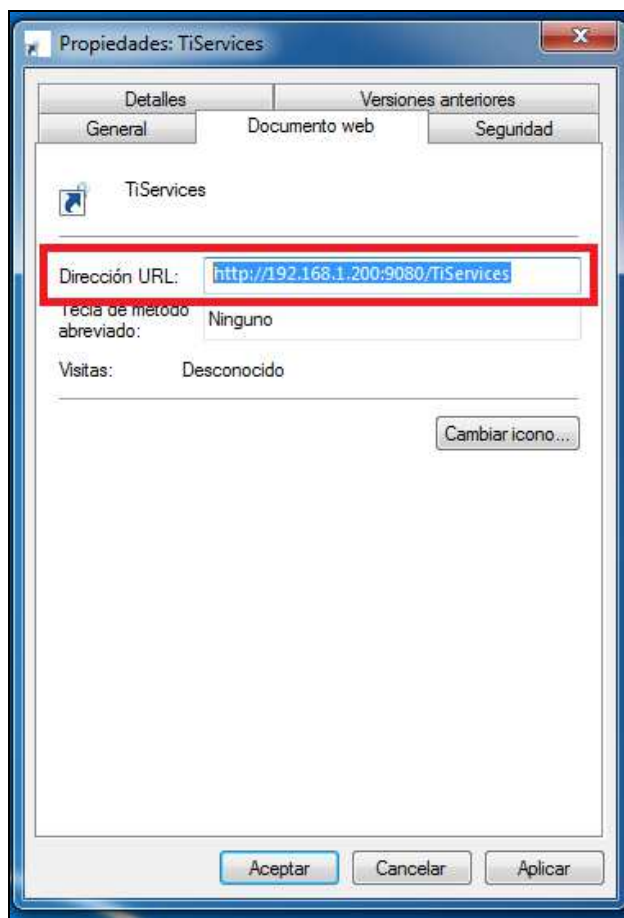 Propiedades: TiServices
Detalles
Versiones anteriores
General
Documento web
Seguridad
TiServices
Dirección URL: http://192.168.1.200:9080/TiServices
Tecla de método
abreviado: Ninguno
Visitas: Desconocido
Cambiar icono...
Aceptar
Cancelar
Aplicar